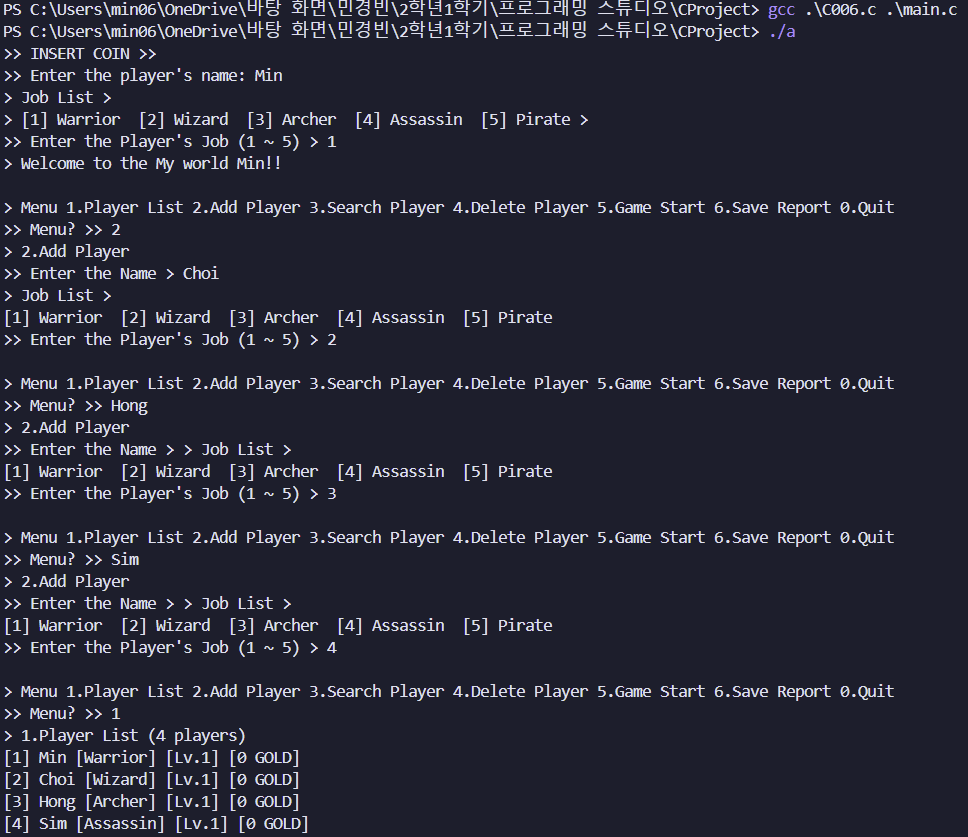 PS C:\Users\min06\OneDrive\바탕 화면\민경빈\2학년1학기\프로그래밍 스튜디오\CProject> gcc .\C006.c .\main.c
PS C:\Users\min06\OneDrive\바탕 화면\민경빈\2학년1학기\프로그래밍 스튜디오\CProject> ./a
>> INSERT COIN >>
>> Enter the player's name: Min
> Job List >
> [1] Warrior  [2] Wizard  [3] Archer  [4] Assassin  [5] Pirate >
>> Enter the Player's Job (1 ~ 5) > 1
> Welcome to the My world Min!!

> Menu 1.Player List 2.Add Player 3.Search Player 4.Delete Player 5.Game Start 6.Save Report 0.Quit
>> Menu? >> 2
> 2.Add Player
>> Enter the Name > Choi
> Job List >
[1] Warrior  [2] Wizard  [3] Archer  [4] Assassin  [5] Pirate
>> Enter the Player's Job (1 ~ 5) > 2

> Menu 1.Player List 2.Add Player 3.Search Player 4.Delete Player 5.Game Start 6.Save Report 0.Quit
>> Menu? >> Hong
> 2.Add Player
>> Enter the Name > > Job List >
[1] Warrior  [2] Wizard  [3] Archer  [4] Assassin  [5] Pirate
>> Enter the Player's Job (1 ~ 5) > 3

> Menu 1.Player List 2.Add Player 3.Search Player 4.Delete Player 5.Game Start 6.Save Report 0.Quit
>> Menu? >> Sim
> 2.Add Player
>> Enter the Name > > Job List >
[1] Warrior  [2] Wizard  [3] Archer  [4] Assassin  [5] Pirate
>> Enter the Player's Job (1 ~ 5) > 4

> Menu 1.Player List 2.Add Player 3.Search Player 4.Delete Player 5.Game Start 6.Save Report 0.Quit
>> Menu? >> 1
> 1.Player List (4 players)
[1] Min [Warrior] [Lv.1] [0 GOLD]
[2] Choi [Wizard] [Lv.1] [0 GOLD]
[3] Hong [Archer] [Lv.1] [0 GOLD]
[4] Sim [Assassin] [Lv.1] [0 GOLD]